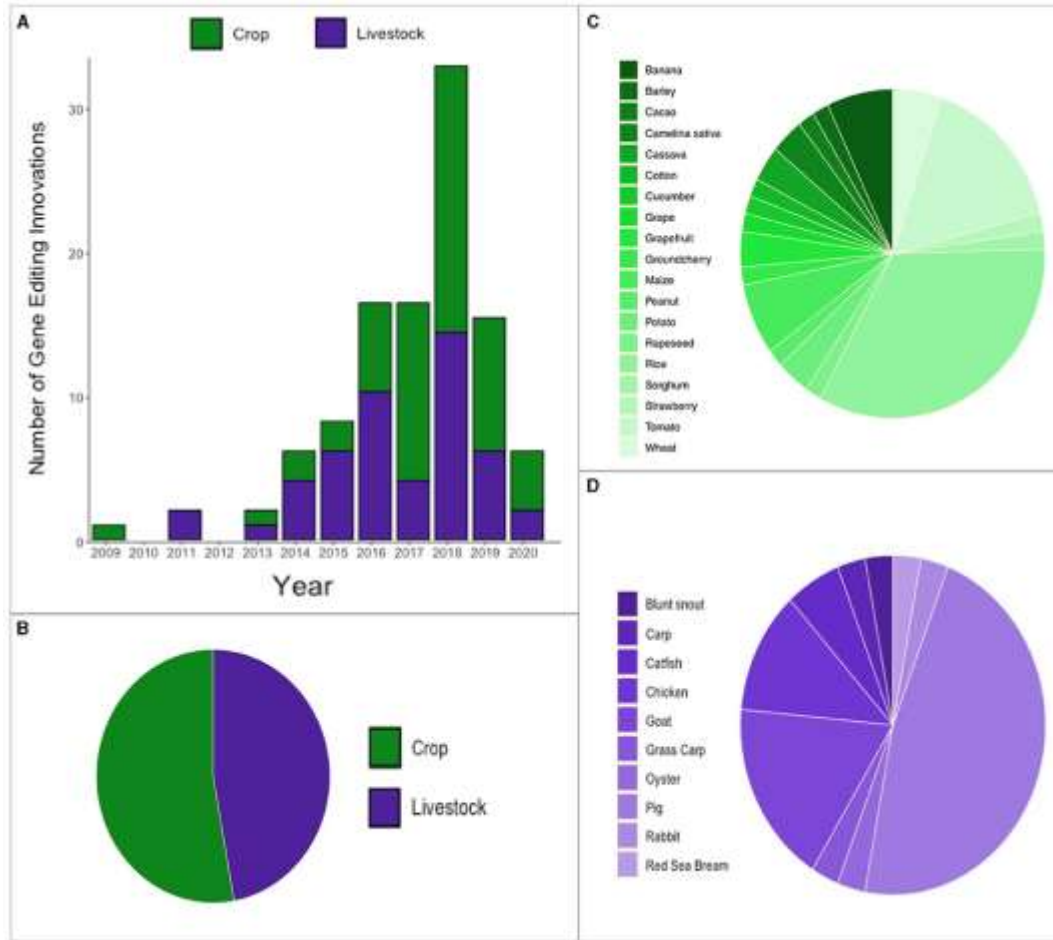 A
Crop
Livestock
Number of Gene Editing Innovations
30
20
10
0
2009 2010 2011 2012 2013 2014 2015 2016 2017 2018 2019 2020
Year
B
Crop
Livestock
C
Banana
Barley
Cacao
Camelina sativa
Cassava
Cotton
Cucumber
Grape
Grapefruit
Groundcherry
Maize
Peanut
Potato
Rapeseed
Rice
Sorghum
Strawberry
Tomato
Wheat
D
Blunt snout
Carp
Catfish
Chicken
Goat
Grass Carp
Oyster
Pig
Rabbit
Red Sea Bream